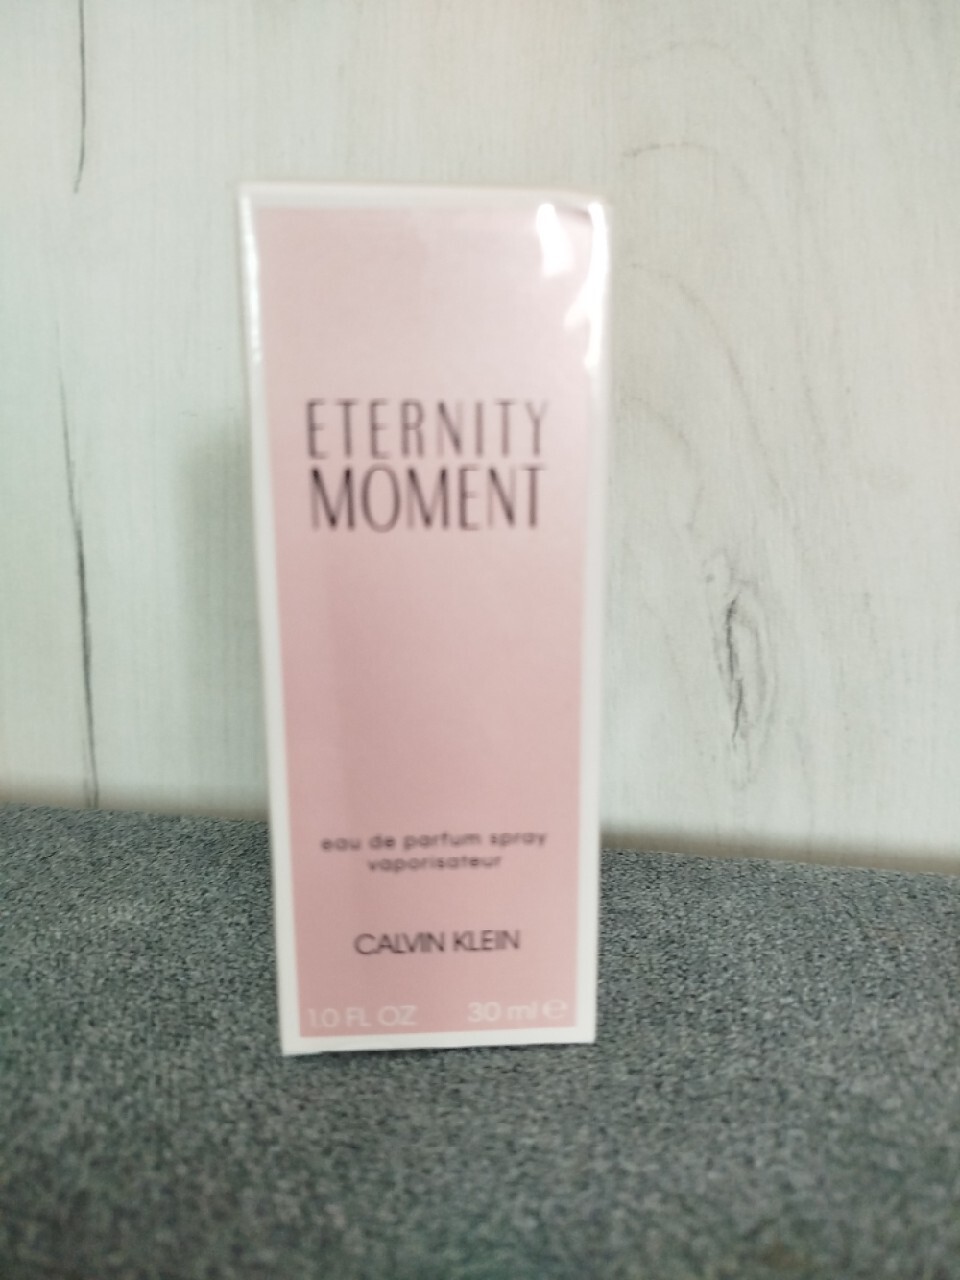 ETERNITY
MOMENT
eau de parfum spray
vaporisateur
CALVIN KLEIN
1.0 FL OZ 30 ml ℮